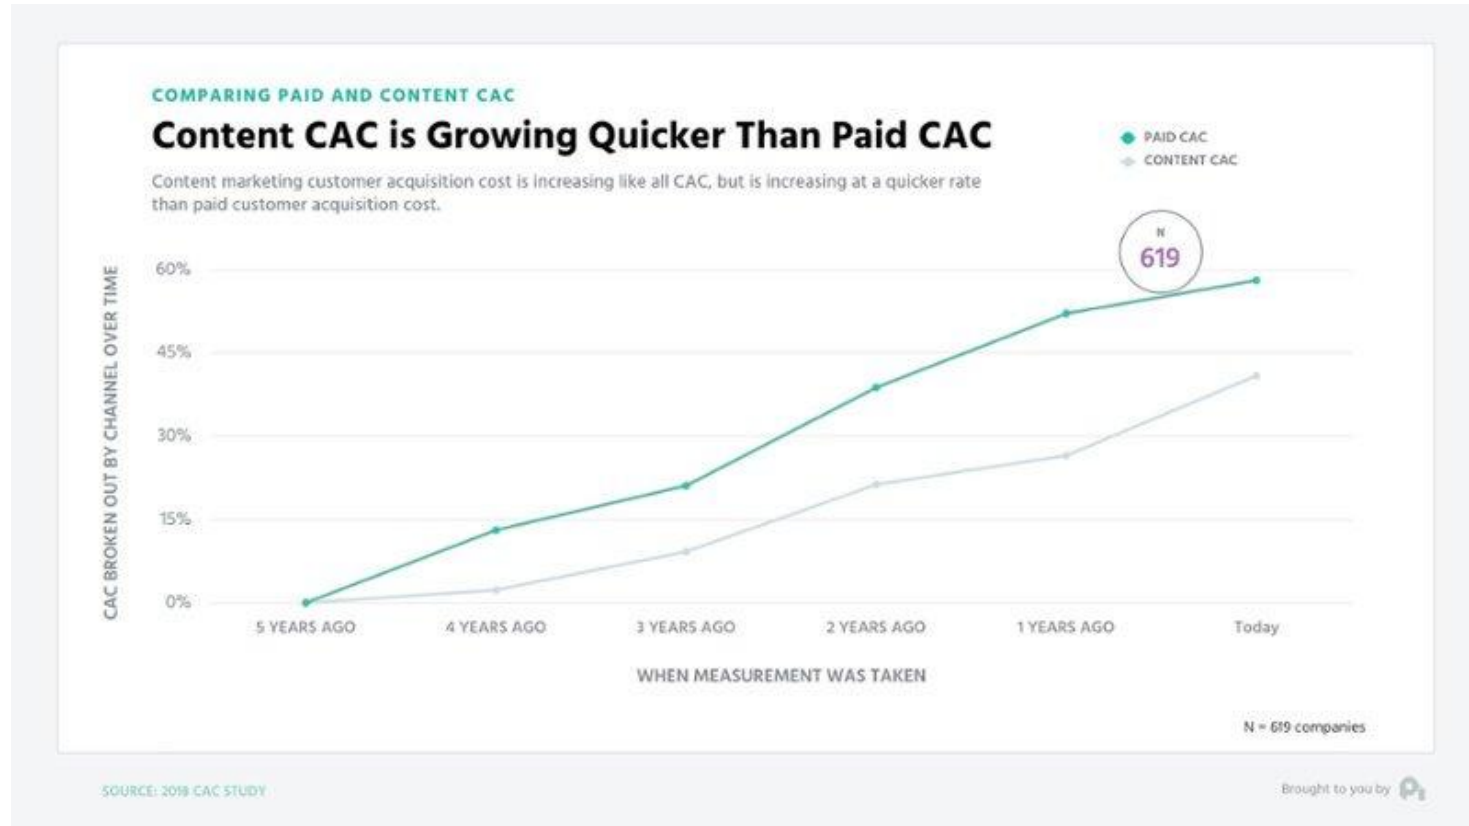 COMPARING PAID AND CONTENT CAC
Content CAC is Growing Quicker Than Paid CAC
Content marketing customer acquisition cost is increasing like all CAC, but is increasing at a quicker rate
than paid customer acquisition cost.
PAID CAC
CONTENT CAC
N
619
CAC BROKEN OUT BY CHANNEL OVER TIME
60%
45%
30%
15%
0%
5 YEARS AGO
4 YEARS AGO
3 YEARS AGO
2 YEARS AGO
1 YEARS AGO
Today
WHEN MEASUREMENT WAS TAKEN
N = 619 companies
SOURCE: 2018 CAC STUDY
Brought to you by